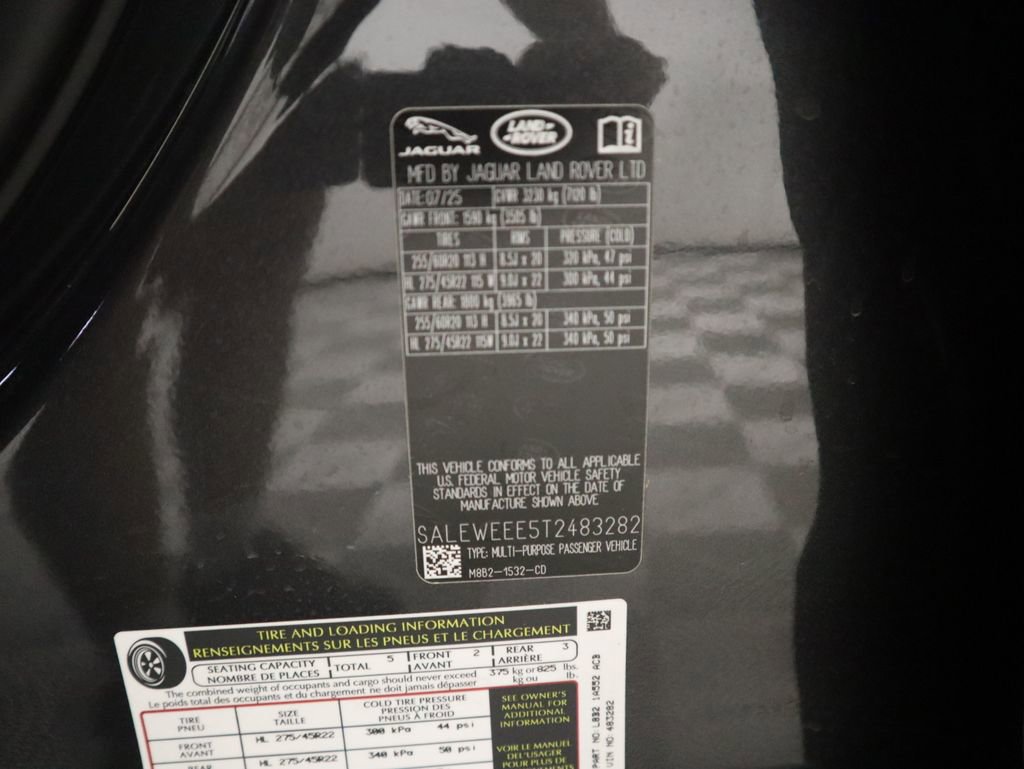 JAGUAR
LAND ROVER
MFD BY JAGUAR LAND ROVER LTD
DATE:07/25 GVWR 3230 kg (7120 lb)
GAWR FRONT: 1590 kg (3505 lb)
TIRES RIMS PRESSURE (COLD)
255/60R20 113 H 8.5J x 20 320 kPa, 47 psi
HL 275/45R22 115 W 9.0J x 22 300 kPa, 44 psi
GAWR REAR: 1800 kg (3965 lb)
255/60R20 113 H 8.5J x 20 340 kPa, 50 psi
HL 275/45R22 115W 9.0J x 22 340 kPa, 50 psi
THIS VEHICLE CONFORMS TO ALL APPLICABLE
U.S. FEDERAL MOTOR VEHICLE SAFETY
STANDARDS IN EFFECT ON THE DATE OF
MANUFACTURE SHOWN ABOVE
SALEWEEE5T2483282
TYPE: MULTI-PURPOSE PASSENGER VEHICLE
M8B2-1532-CD
TIRE AND LOADING INFORMATION
RENSEIGNEMENTS SUR LES PNEUS ET LE CHARGEMENT
SEATING CAPACITY
NOMBRE DE PLACES
TOTAL 5
FRONT 2
AVANT
REAR 3
ARRIÈRE
The combined weight of occupants and cargo should never exceed 375 kg or 825 lbs.
Le poids total des occupants et du chargement ne doit jamais dépasser kg ou lb.
TIRE
PNEU
SIZE
TAILLE
COLD TIRE PRESSURE
PRESSION DES
PNEUS À FROID
FRONT
AVANT
HL 275/45R22
300 kPa 44 psi
REAR
HL 275/45R22
340 kPa 50 psi
SEE OWNER'S
MANUAL FOR
ADDITIONAL
INFORMATION
VOIR LE MANUEL
DE L'USAGER
POUR PLUS DE
PART NO L8B2 1A552 ACB
VIN NO 483282